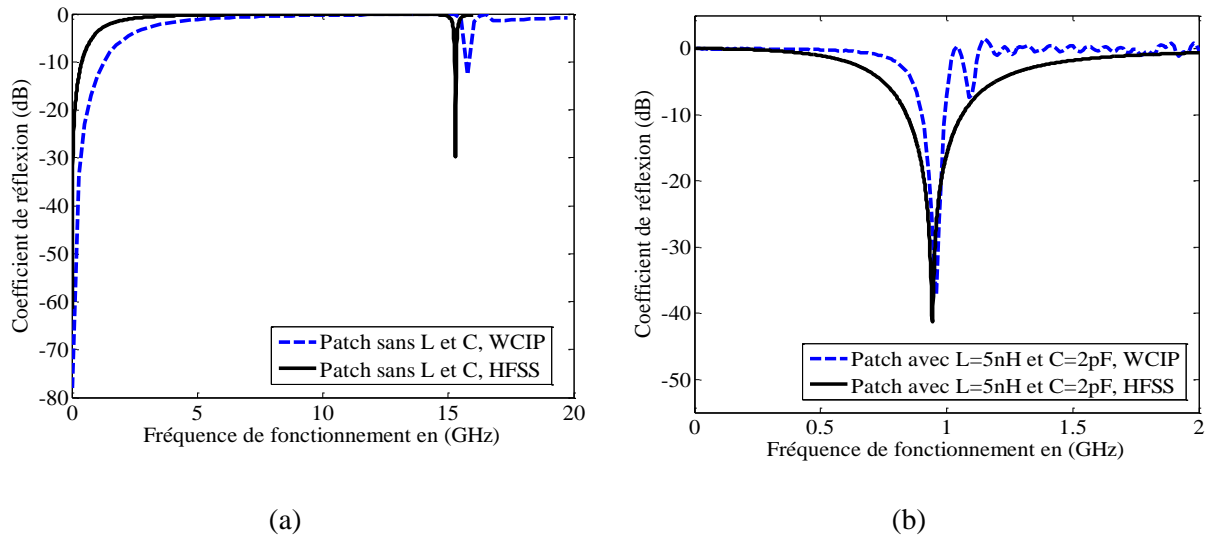 0
-10
-20
-30
-40
-50
-60
-70
-80
Coefficient de réflexion (dB)
Patch sans L et C, WCIP
Patch sans L et C, HFSS
0 5 10 15 20
Fréquence de fonctionnement en (GHz)
(a)
0
-10
-20
-30
-40
-50
Coefficient de réflexion (dB)
Patch avec L=5nH et C=2pF, WCIP
Patch avec L=5nH et C=2pF, HFSS
0 0.5 1 1.5 2
Fréquence de fonctionnement en (GHz)
(b)